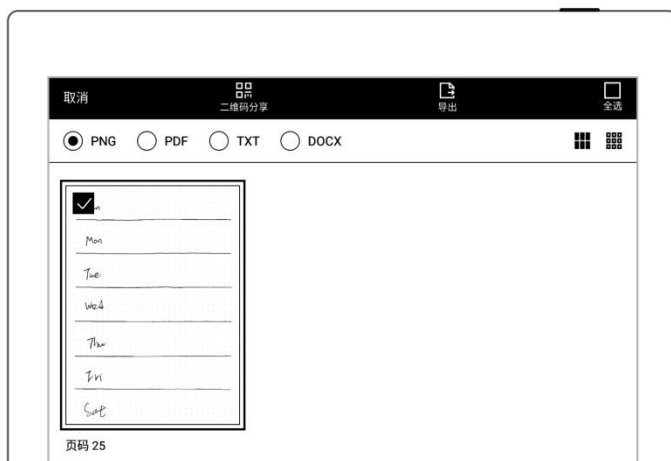 取消 二维码分享 导出 全选
PNG PDF TXT DOCX
Mon
Tue
Wed
Thu
Fri
Sat
页码 25